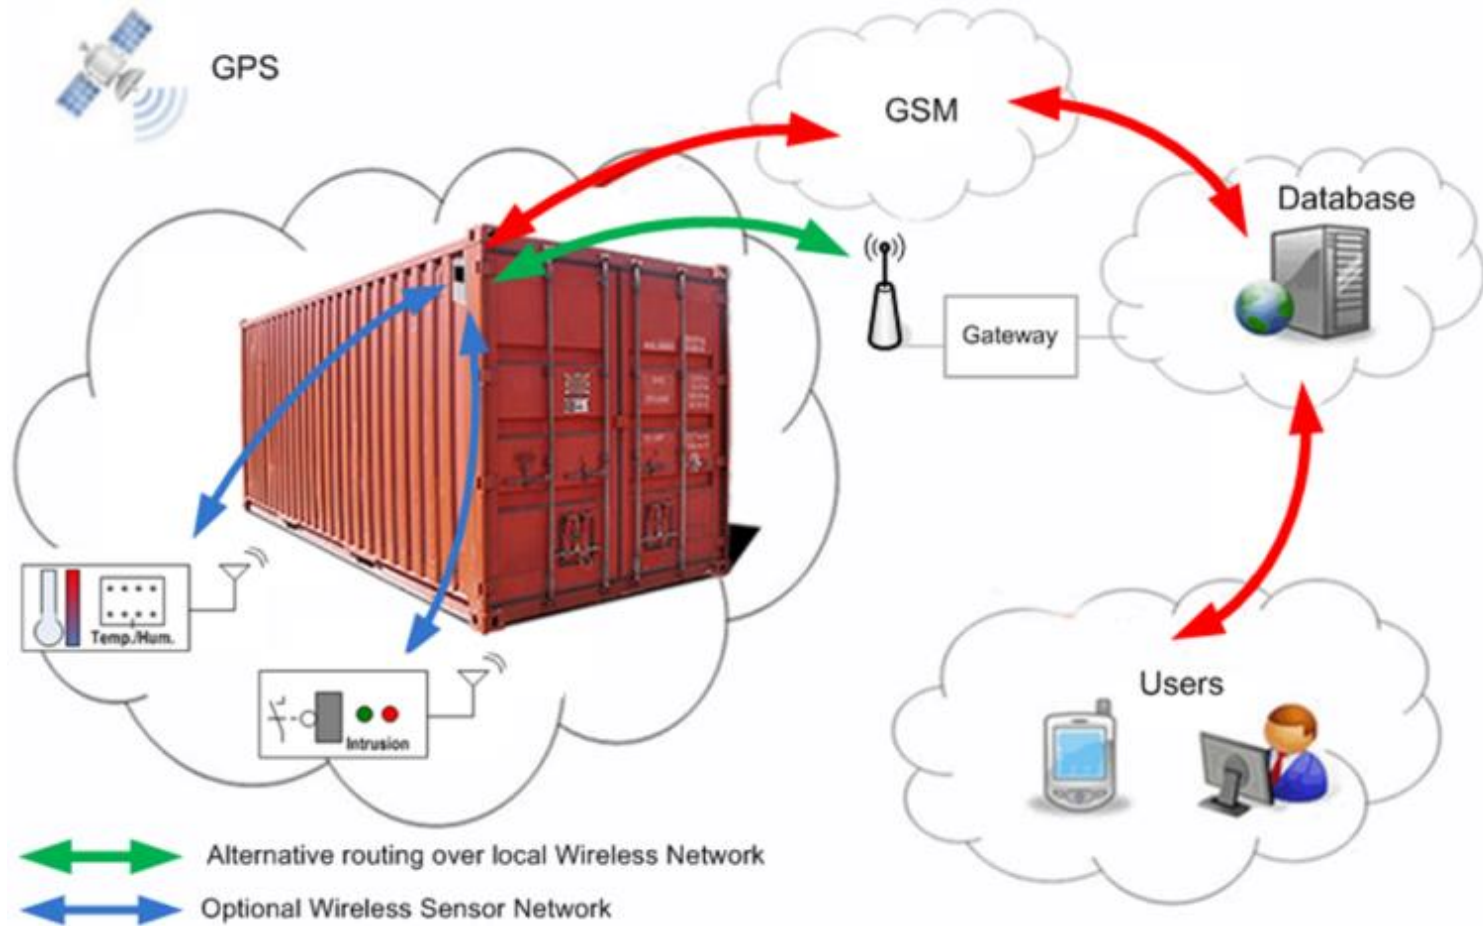 GPS
GSM
Database
Gateway
Temp./Hum.
Intrusion
Users
Alternative routing over local Wireless Network
Optional Wireless Sensor Network